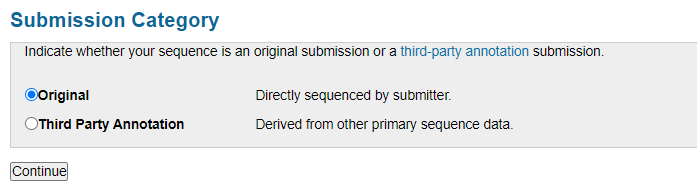 Submission Category
Indicate whether your sequence is an original submission or a third-party annotation submission.
Original Directly sequenced by submitter.
Third Party Annotation Derived from other primary sequence data.
Continue